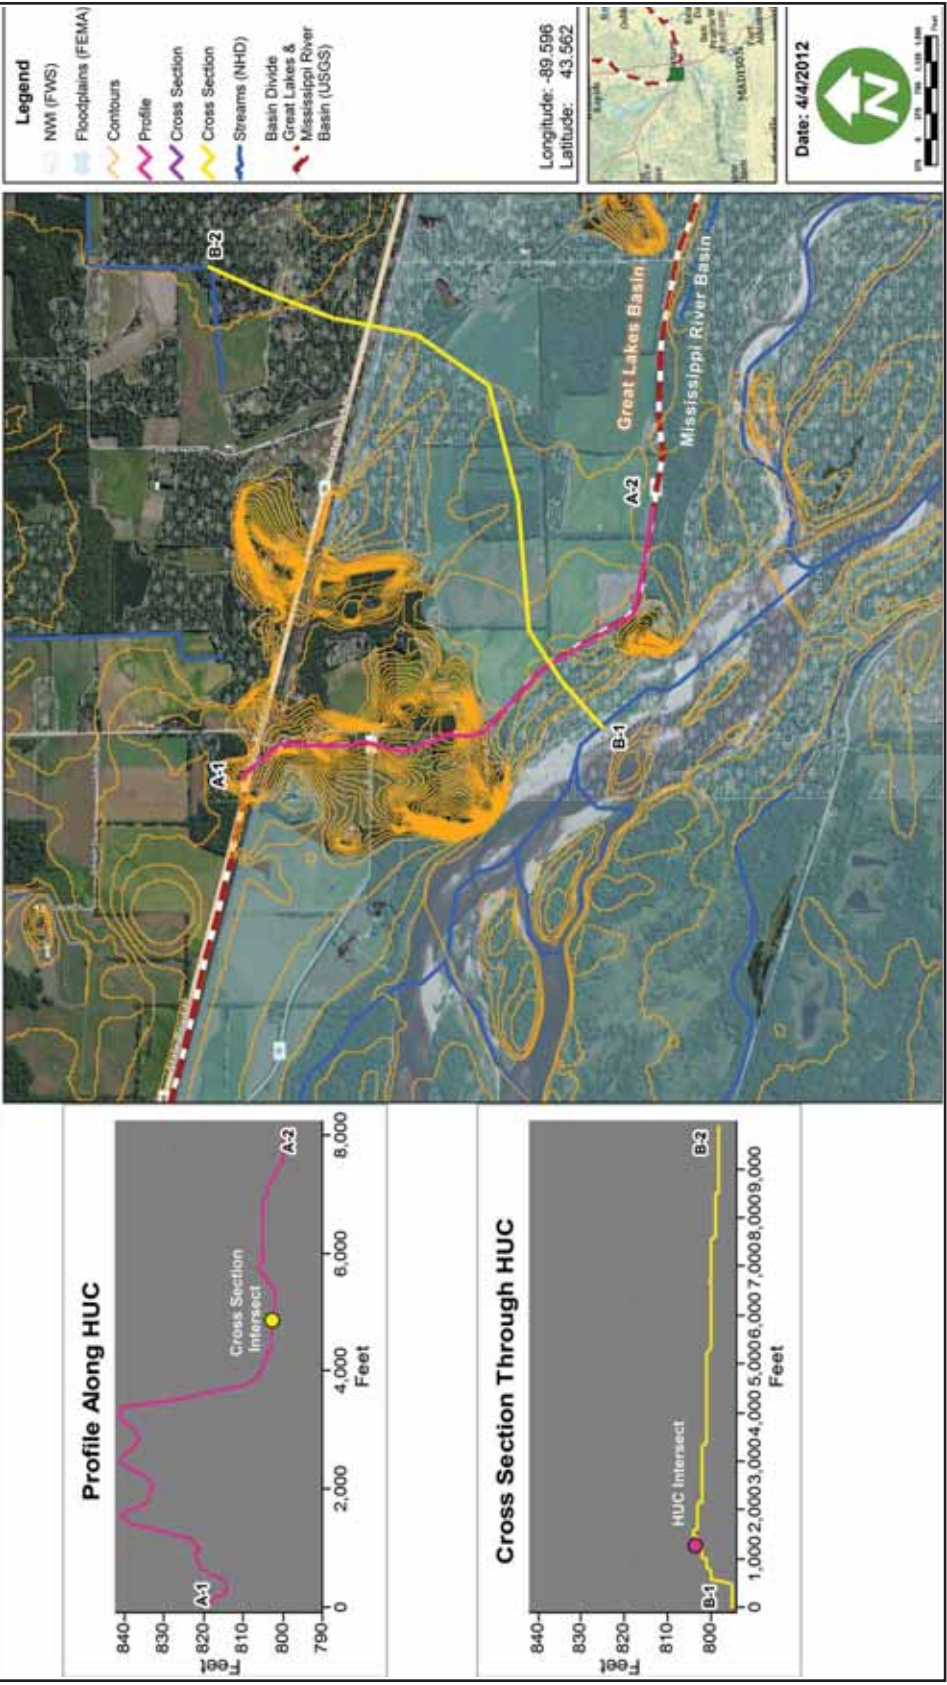 Profile Along HUC
840
830
820
810
800
790
Feet
A-1
Cross Section
Intersect
A-2
0
2,000
4,000
6,000
8,000
Feet
Cross Section Through HUC
840
830
820
810
800
Feet
B-1
HUC Intersect
B-2
0
1,000 2,000 3,000 4,000 5,000 6,000 7,000 8,000 9,000
Feet
A-1
B-2
A-2
B-1
Great Lakes Basin
Mississippi River Basin
Legend
NWI (FWS)
Floodplains (FEMA)
Contours
Profile
Cross Section
Cross Section
Streams (NHD)
Basin Divide
Great Lakes &
Mississippi River
Basin (USGS)
Longitude: -89.596
Latitude: 43.562
MADISON
Date: 4/4/2012
N
Feet